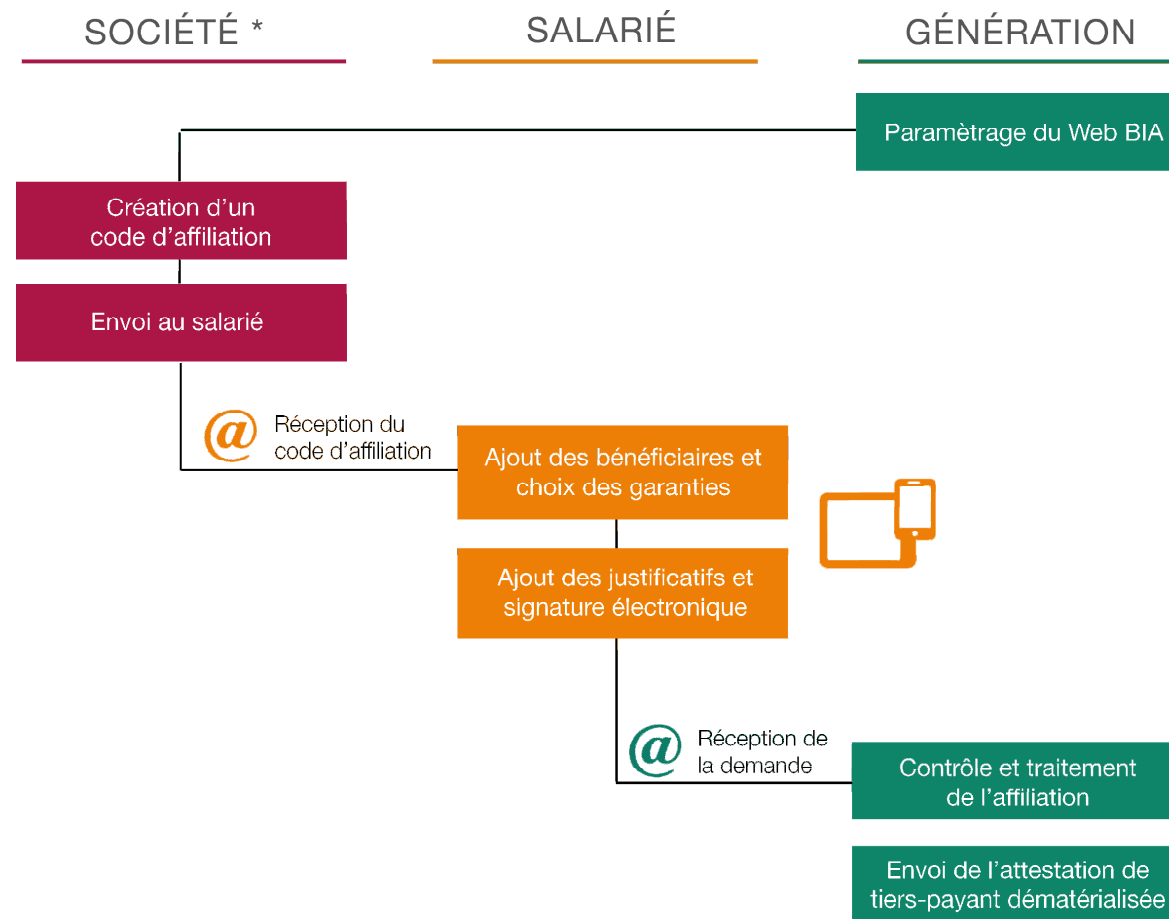 SOCIÉTÉ *
SALARIÉ
GÉNÉRATION
Paramètrage du Web BIA
Création d'un
code d'affiliation
Envoi au salarié
@ Réception du
code d'affiliation
Ajout des bénéficiaires et
choix des garanties
Ajout des justificatifs et
signature électronique
@ Réception de
la demande
Contrôle et traitement
de l'affiliation
Envoi de l'attestation de
tiers-payant dématérialisée